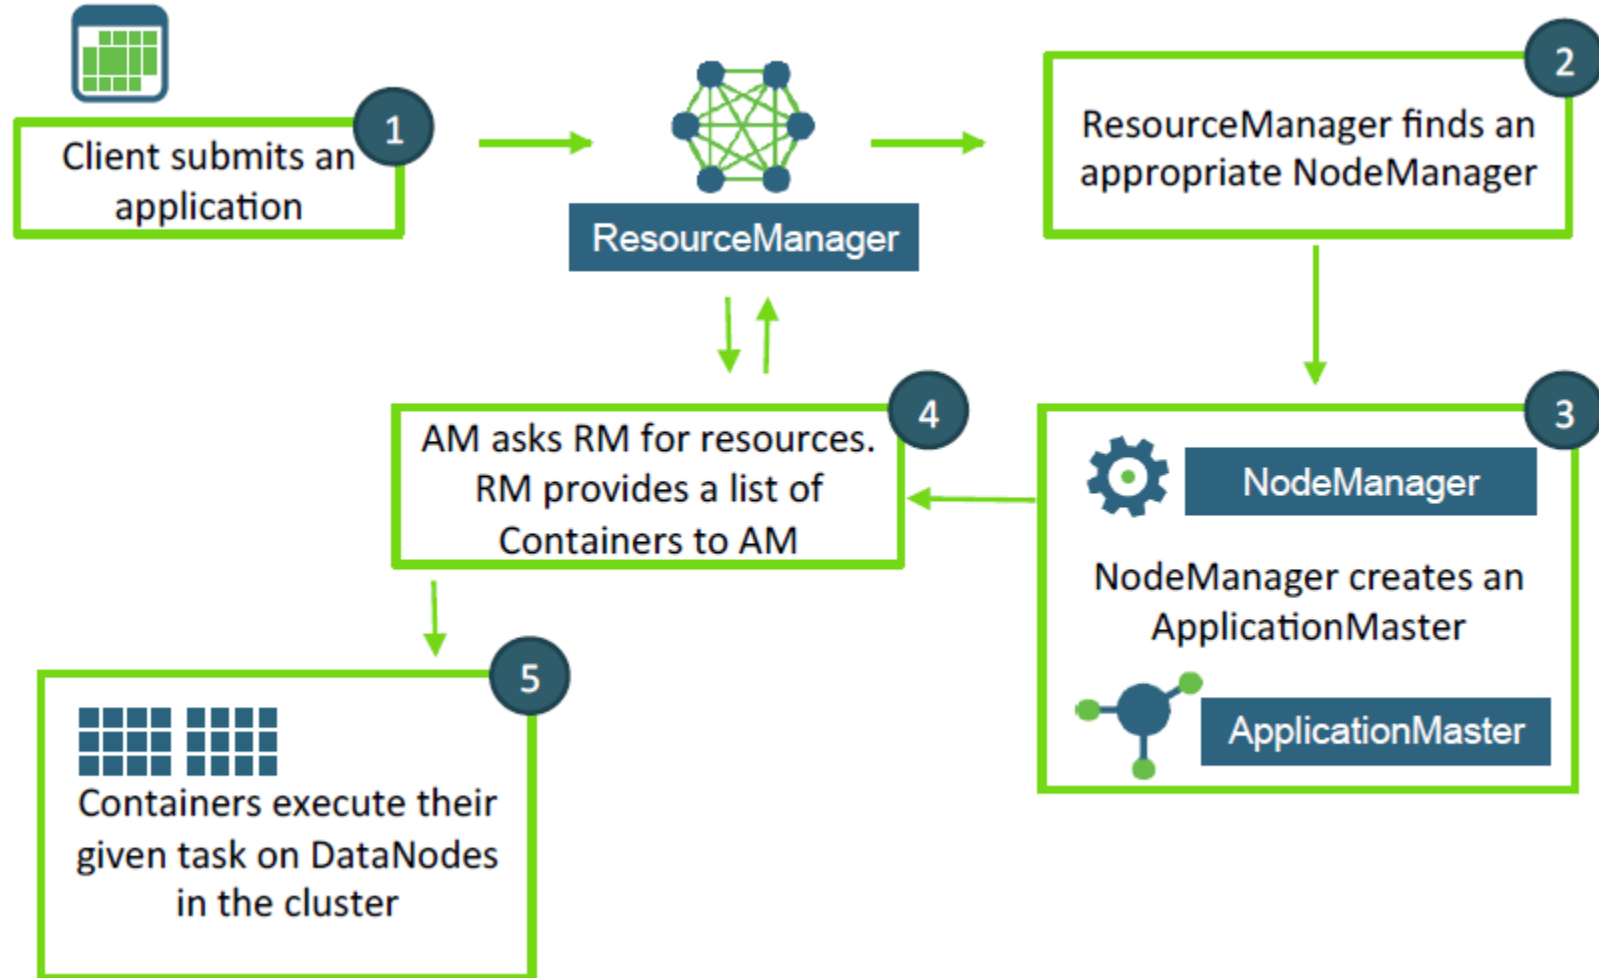 1
Client submits an
application
ResourceManager
2
ResourceManager finds an
appropriate NodeManager
3
NodeManager
NodeManager creates an
ApplicationMaster
ApplicationMaster
4
AM asks RM for resources.
RM provides a list of
Containers to AM
5
Containers execute their
given task on DataNodes
in the cluster